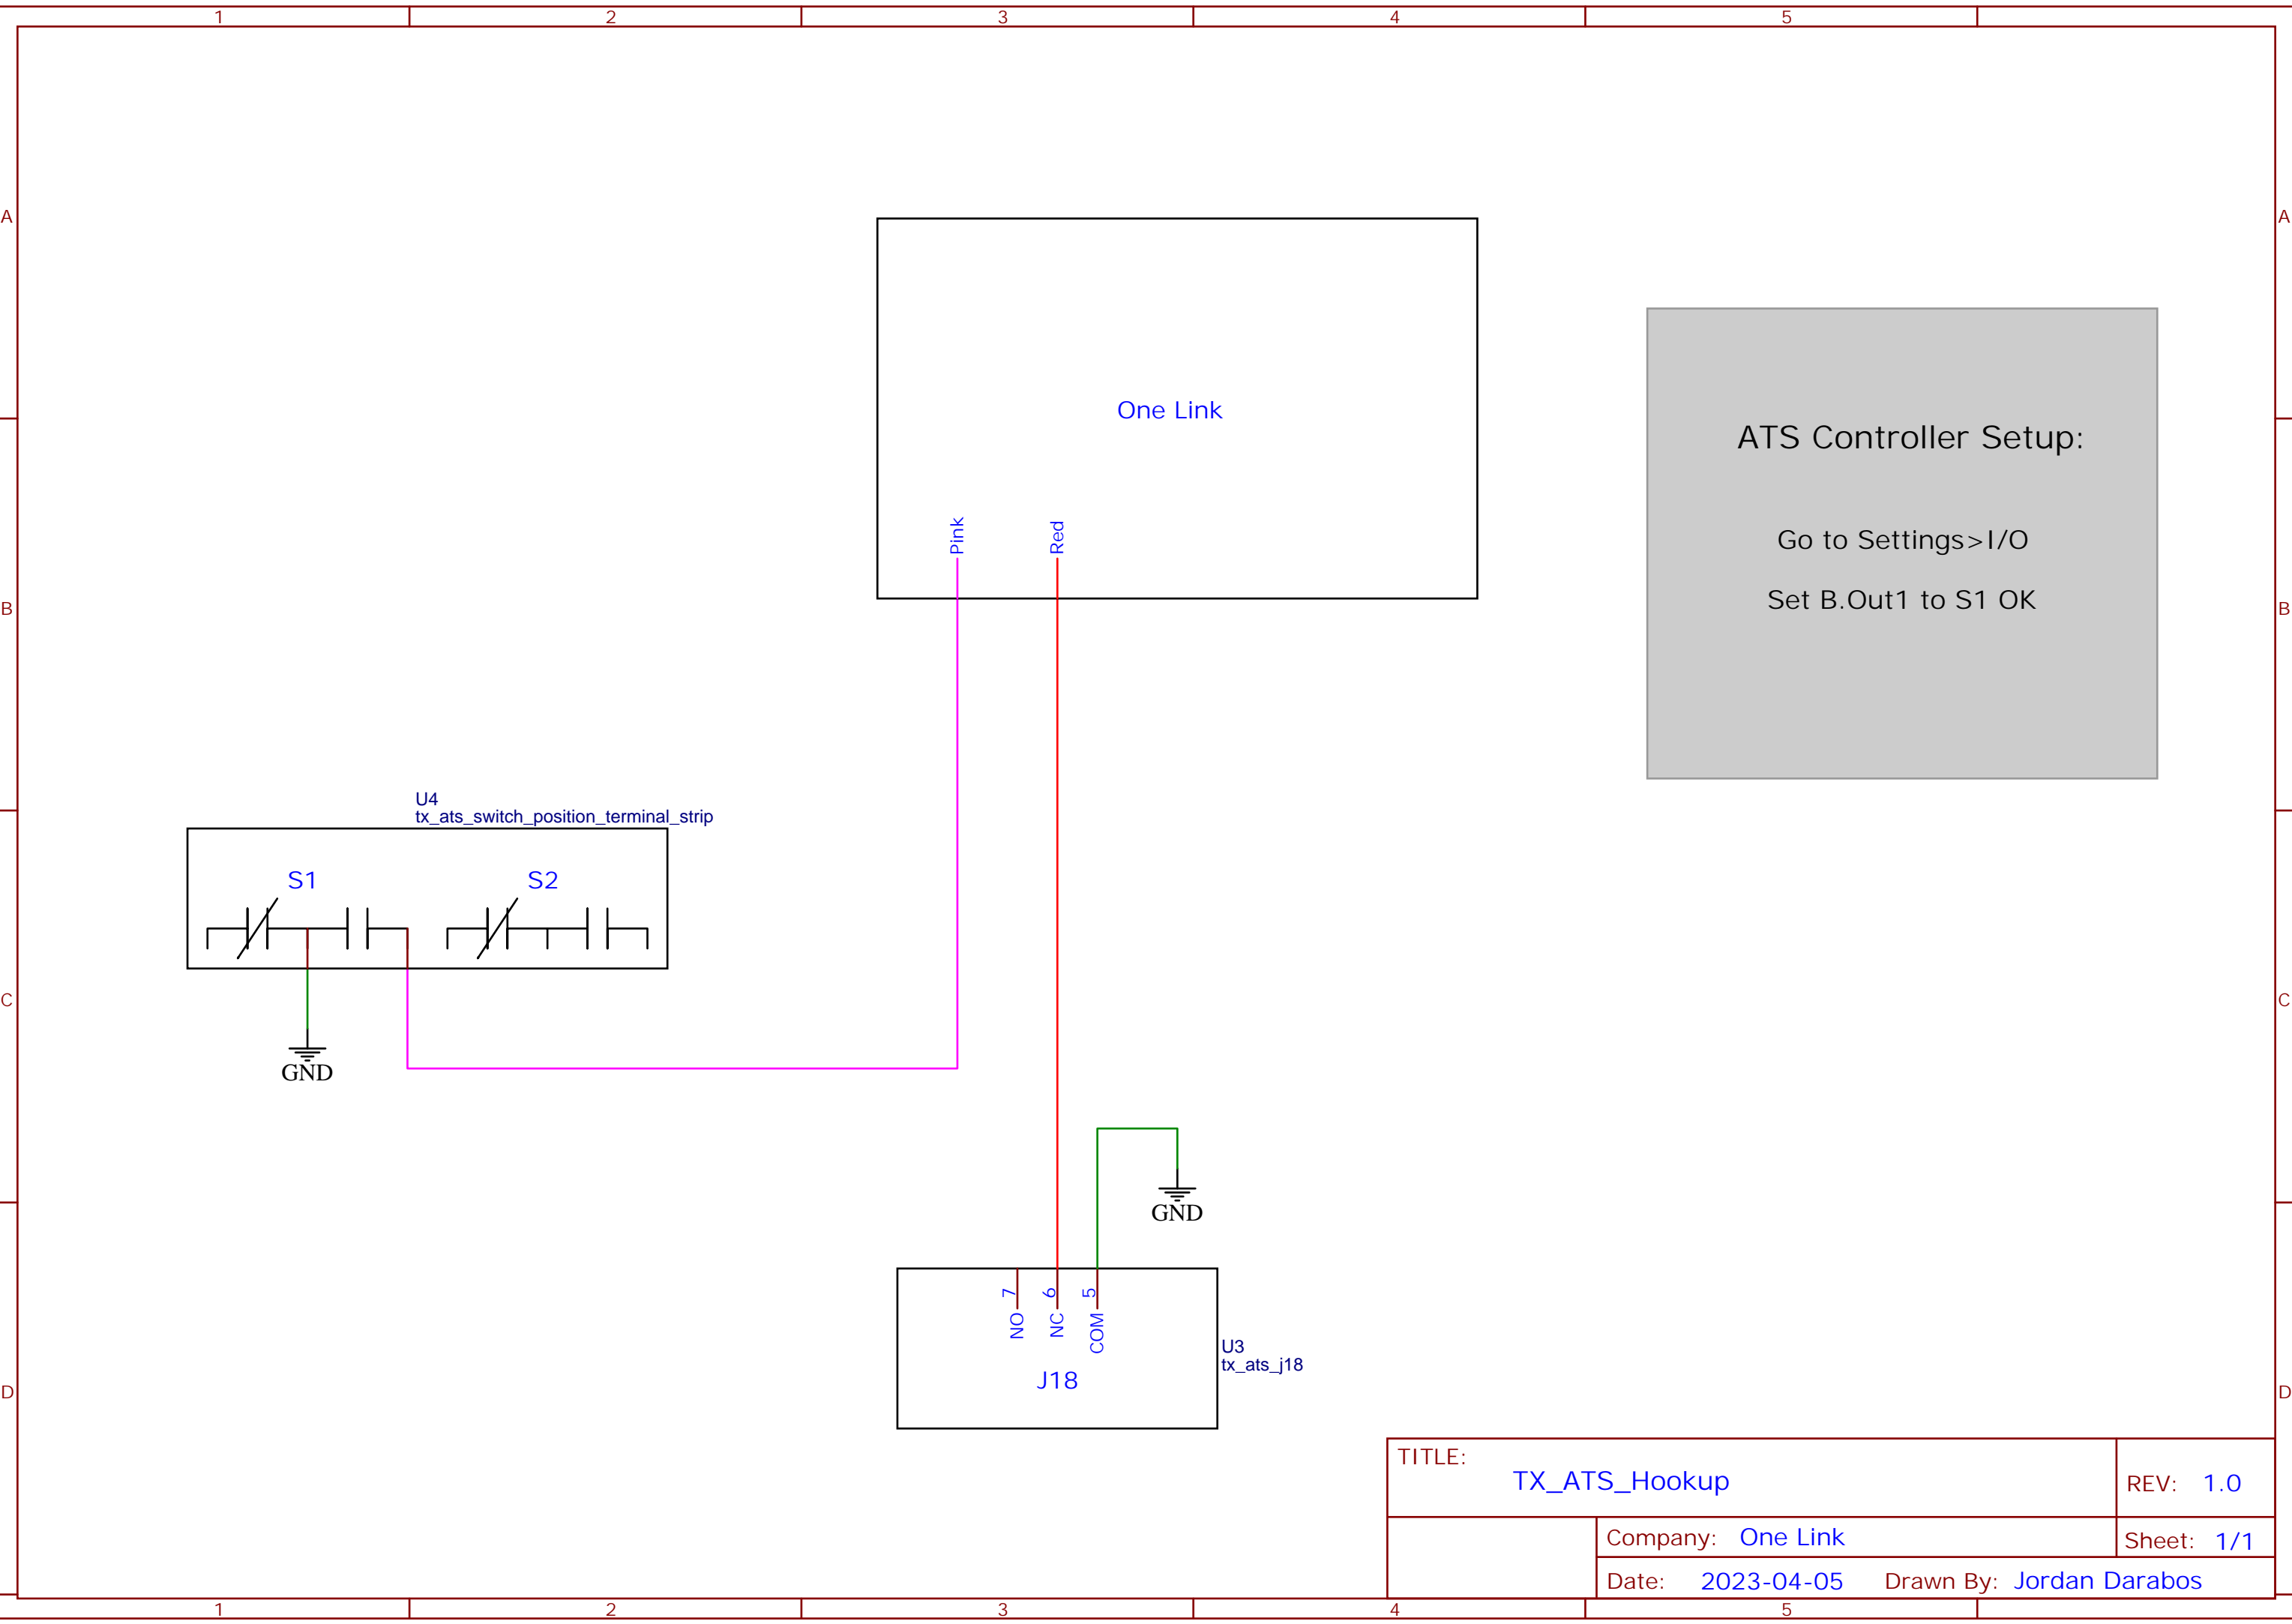 1 2 3 4 5
A A
One Link
ATS Controller Setup:
Pink
Red
Go to Settings>I/O
B B
Set B.Out1 to S1 OK
U4
tx_ats_switch_position_terminal_strip
S1 S2
C C
GND
GND
7 6 5
NO NC COM
U3
tx_ats_j18
J18
D D
TITLE:
TX_ATS_Hookup
REV: 1.0
Company: One Link
Sheet: 1/1
Date: 2023-04-05 Drawn By: Jordan Darabos
1 2 3 4 5